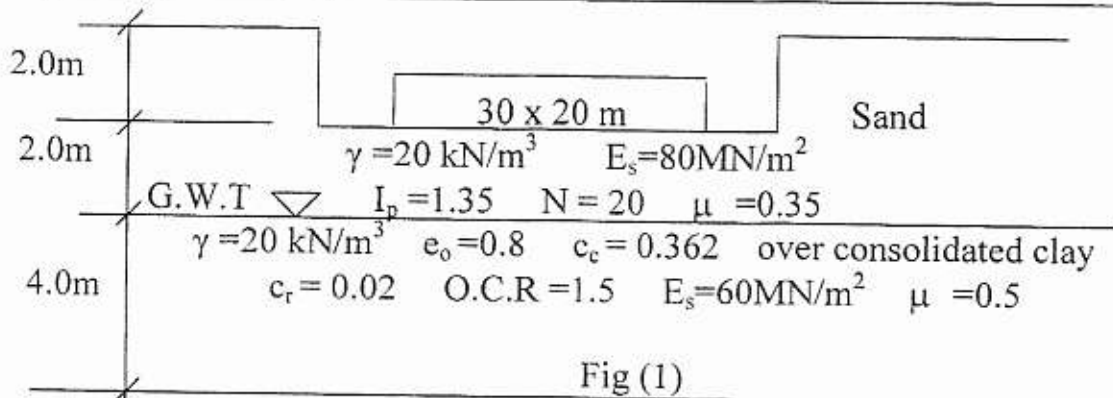 2.0m
30 x 20 m
Sand
2.0m
γ =20 kN/m³ Eₛ=80MN/m²
G.W.T Iₚ =1.35 N = 20 μ =0.35
γ =20 kN/m³ eₒ=0.8 c꜀ = 0.362 over consolidated clay
4.0m
cᵣ = 0.02 O.C.R =1.5 Eₛ=60MN/m² μ =0.5
Fig (1)